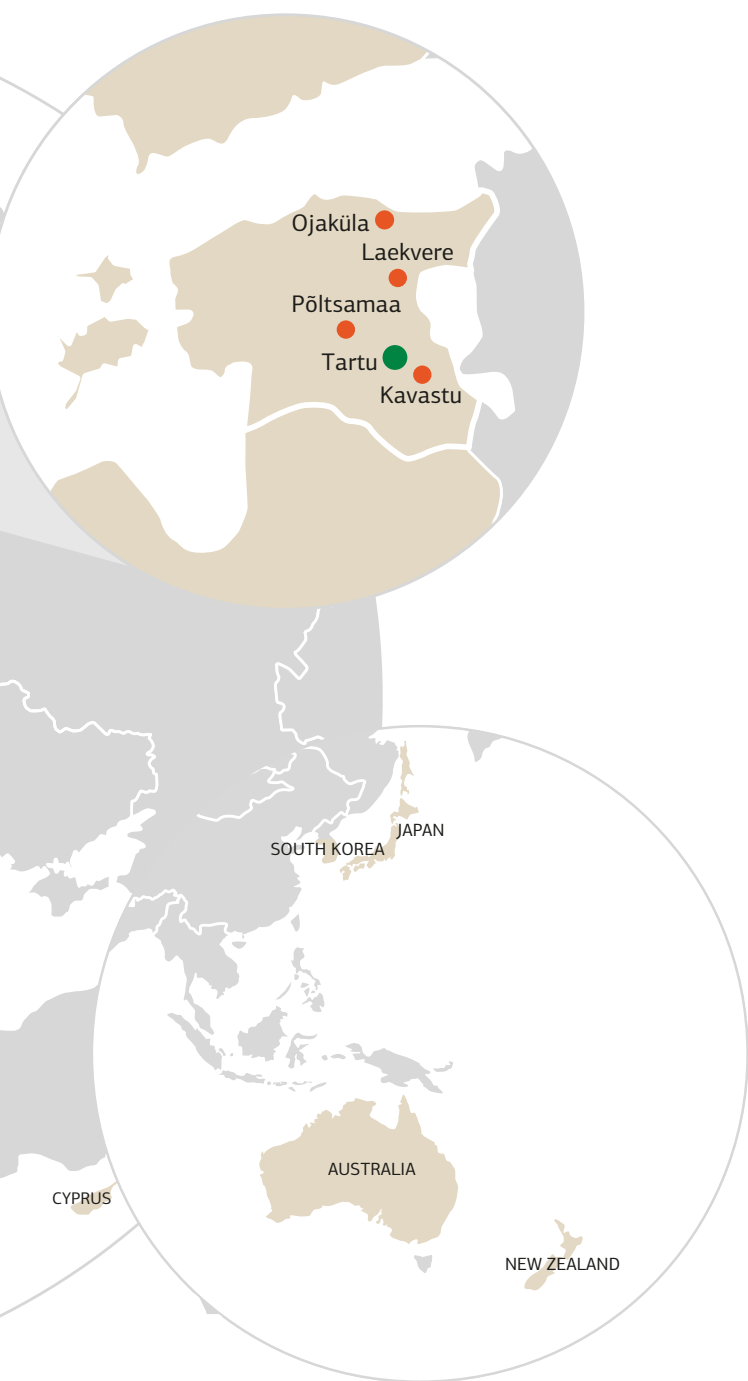 Ojaküla
Laekvere
Põltsamaa
Tartu
Kavastu
JAPAN
SOUTH KOREA
AUSTRALIA
CYPRUS
NEW ZEALAND